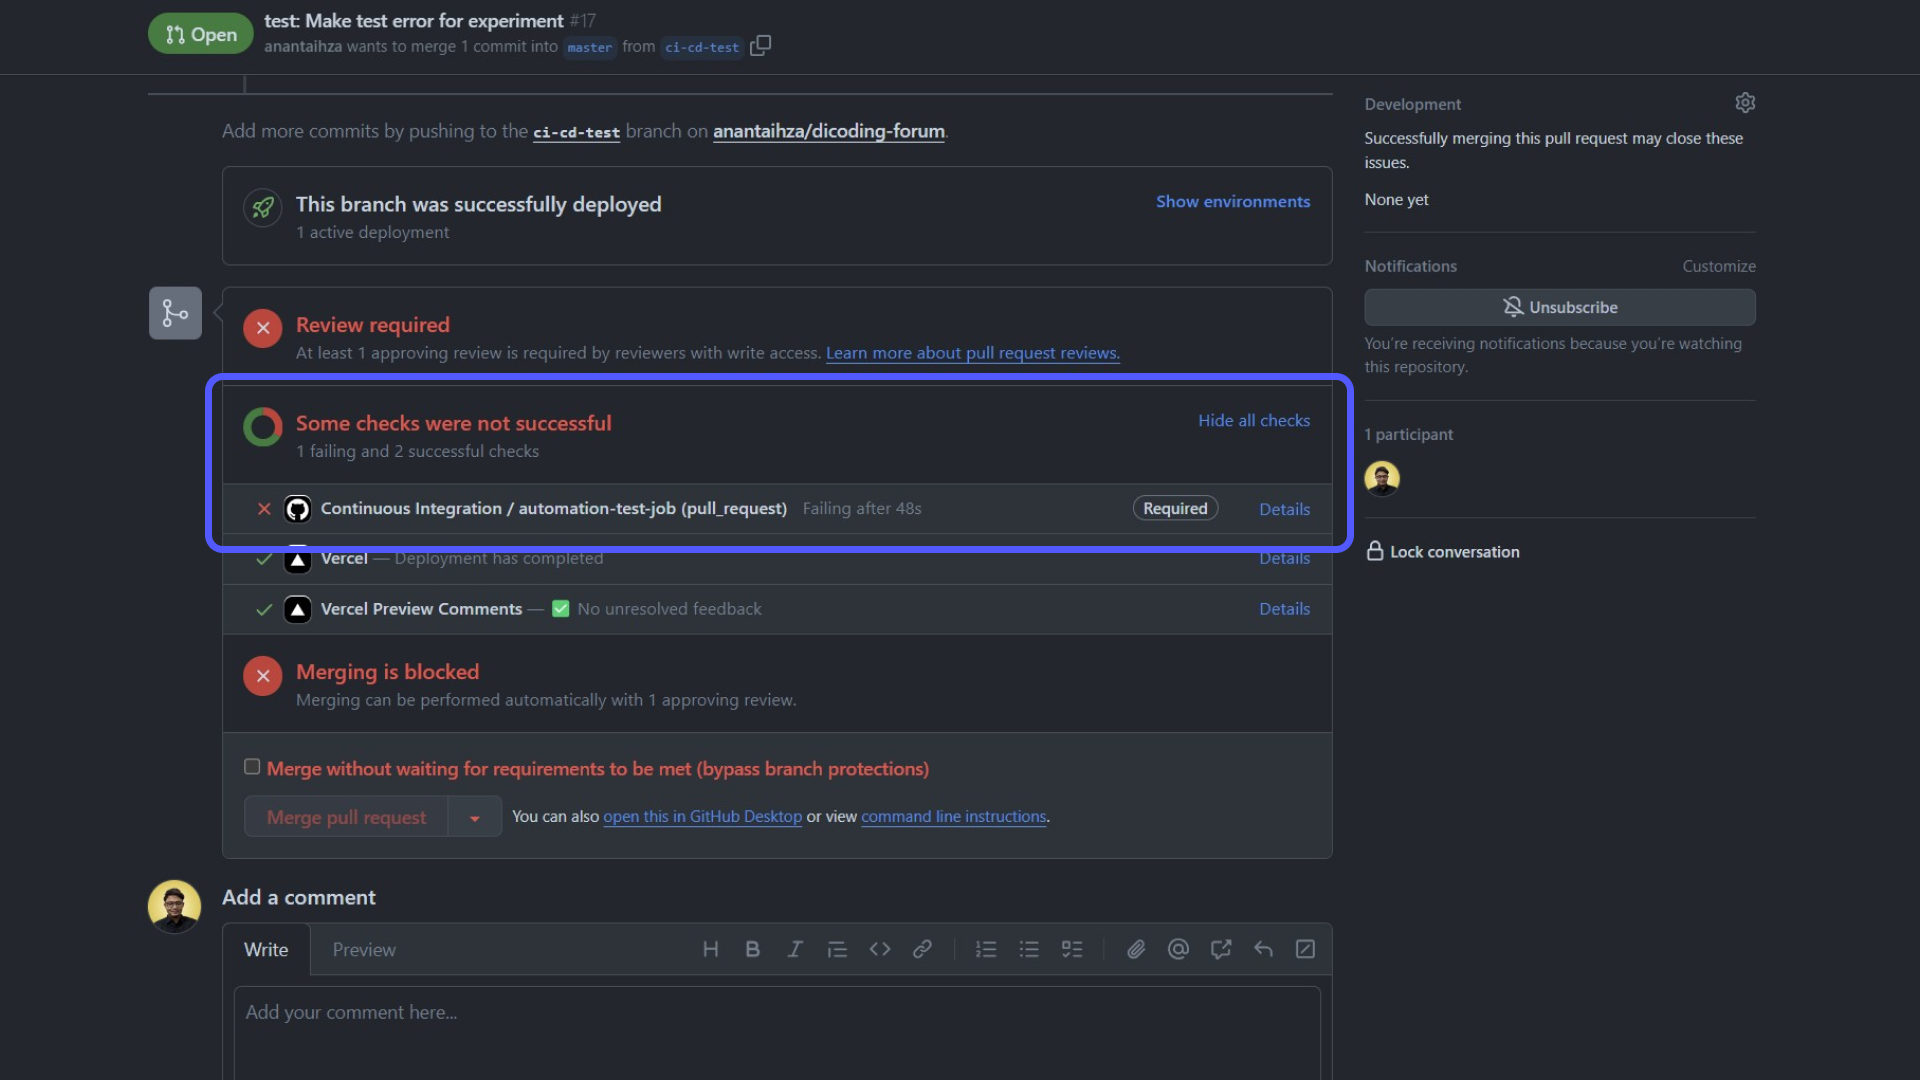 Open
test: Make test error for experiment #17
anantaihza wants to merge 1 commit into master from ci-cd-test
Add more commits by pushing to the ci-cd-test branch on anantaihza/dicoding-forum.
This branch was successfully deployed
1 active deployment
Show environments
Review required
At least 1 approving review is required by reviewers with write access. Learn more about pull request reviews.
Some checks were not successful
1 failing and 2 successful checks
Hide all checks
Continuous Integration / automation-test-job (pull_request) Failing after 48s Required Details
Vercel — Deployment has completed Details
Vercel Preview Comments — ✅ No unresolved feedback Details
Merging is blocked
Merging can be performed automatically with 1 approving review.
Merge without waiting for requirements to be met (bypass branch protections)
Merge pull request You can also open this in GitHub Desktop or view command line instructions.
Add a comment
Write Preview
Add your comment here...
Development
Successfully merging this pull request may close these
issues.
None yet
Notifications Customize
Unsubscribe
You're receiving notifications because you're watching
this repository.
1 participant
Lock conversation